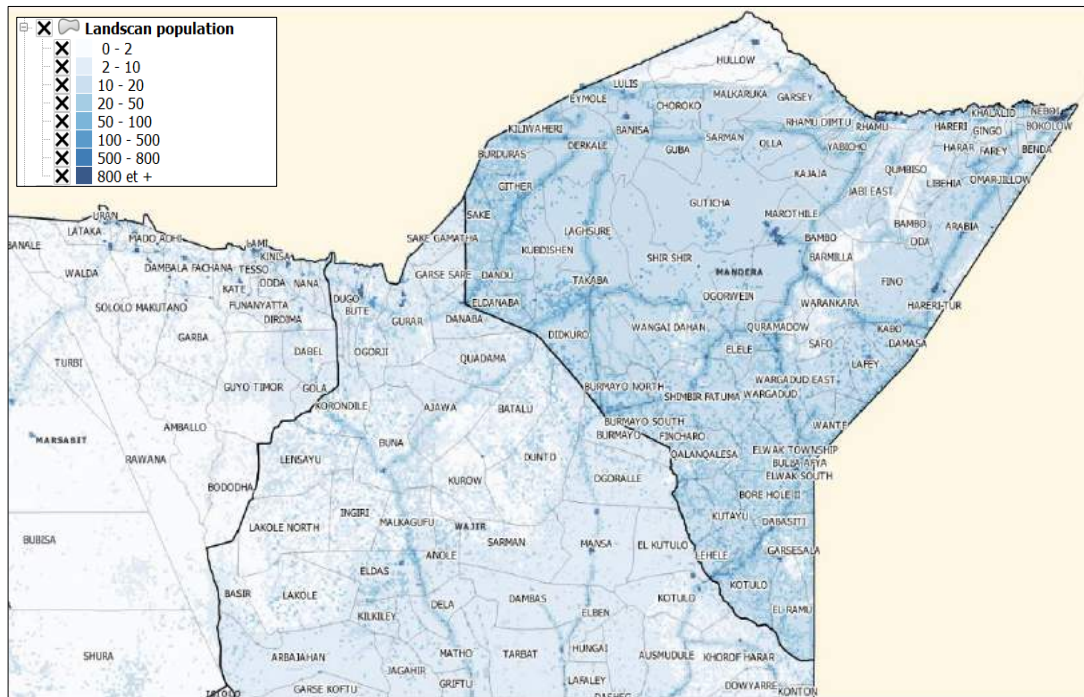 Landscan population
0 - 2
2 - 10
10 - 20
20 - 50
50 - 100
100 - 500
500 - 800
800 et +
HULLOW
LULIS
EYMOLE
CHOROKO
MALKARUKA
GARSEY
KILIWAHERI
BANISA
SARMAN
RHAMU DIMTU
RHAMU
KHALALID
NEBOI
HARERI
GINGO
BOKOLOW
BURDURAS
DERKALE
GUBA
OLLA
YABICHO
HARAR
FAREY
BENDA
GITHER
KAJAJA
QUMBISO
JABI EAST
LIBEHIA
OMAR JILLOW
SAKE
GUTICHA
MAROTHILE
BAMBO
ARABIA
URAN
LATAKA
MADO ADHI
SAKE GAMATHA
LAGHSURE
BAMBO
ODA
BANALE
KINISA
KUBDISHEN
SHIR SHIR
BARMILLA
WALDA
DAMBALA FACHANA
TESSO
GARSE SARE
DANDU
TAKABA
MANDERA
FINO
KATE
ODDA
NANA
DUGO
SOLOLO MAKUTANO
FUNANYATTA
BUTE
ELDANABA
OGORWEIN
WARANKARA
HARERI-TUR
DIRDIMA
GURAR
DANABA
GARBA
DIDKURO
WANGAI DAHAN
QURAMADOW
KABO
DABEL
OGORJI
ELELE
SAFO
DAMASA
TURBI
QUADAMA
LAFEY
GUYO TIMOR
GOLA
BURMAYO NORTH
WARGADUD EAST
SHIMBIR FATUMA
WARGADUD
KORONDILE
AJAWA
BATALU
BURMAYO SOUTH
WANTE
AMBALLO
BURMAYO
FINCHARO
MARSABIT
BUNA
RAWANA
LENSAYU
DUNTO
QALANQALESA
ELWAK TOWNSHIP
BULLA AFYA
BODODHA
KUROW
OGORALLE
ELWAK SOUTH
BORE HOLE II
INGIRI
MALKAGUFU
KUTAYU
DABASITI
LAKOLE NORTH
WAJIR
BUBISA
SARMAN
MANSA
EL KUTULO
ANOLE
LEHELE
GARSESALA
ELDAS
BASIR
LAKOLE
DAMBAS
KOTULO
KOTULO
DELA
KILKILEY
ELBEN
EL RAMU
SHURA
ARBAJAHAN
MATHO
TARBAT
HUNGAI
AUSMUDULE
KHOROF HARAR
JAGAHIR
GARSE KOFTU
GRIFTU
LAFALEY
DOWYARRE
KONTON